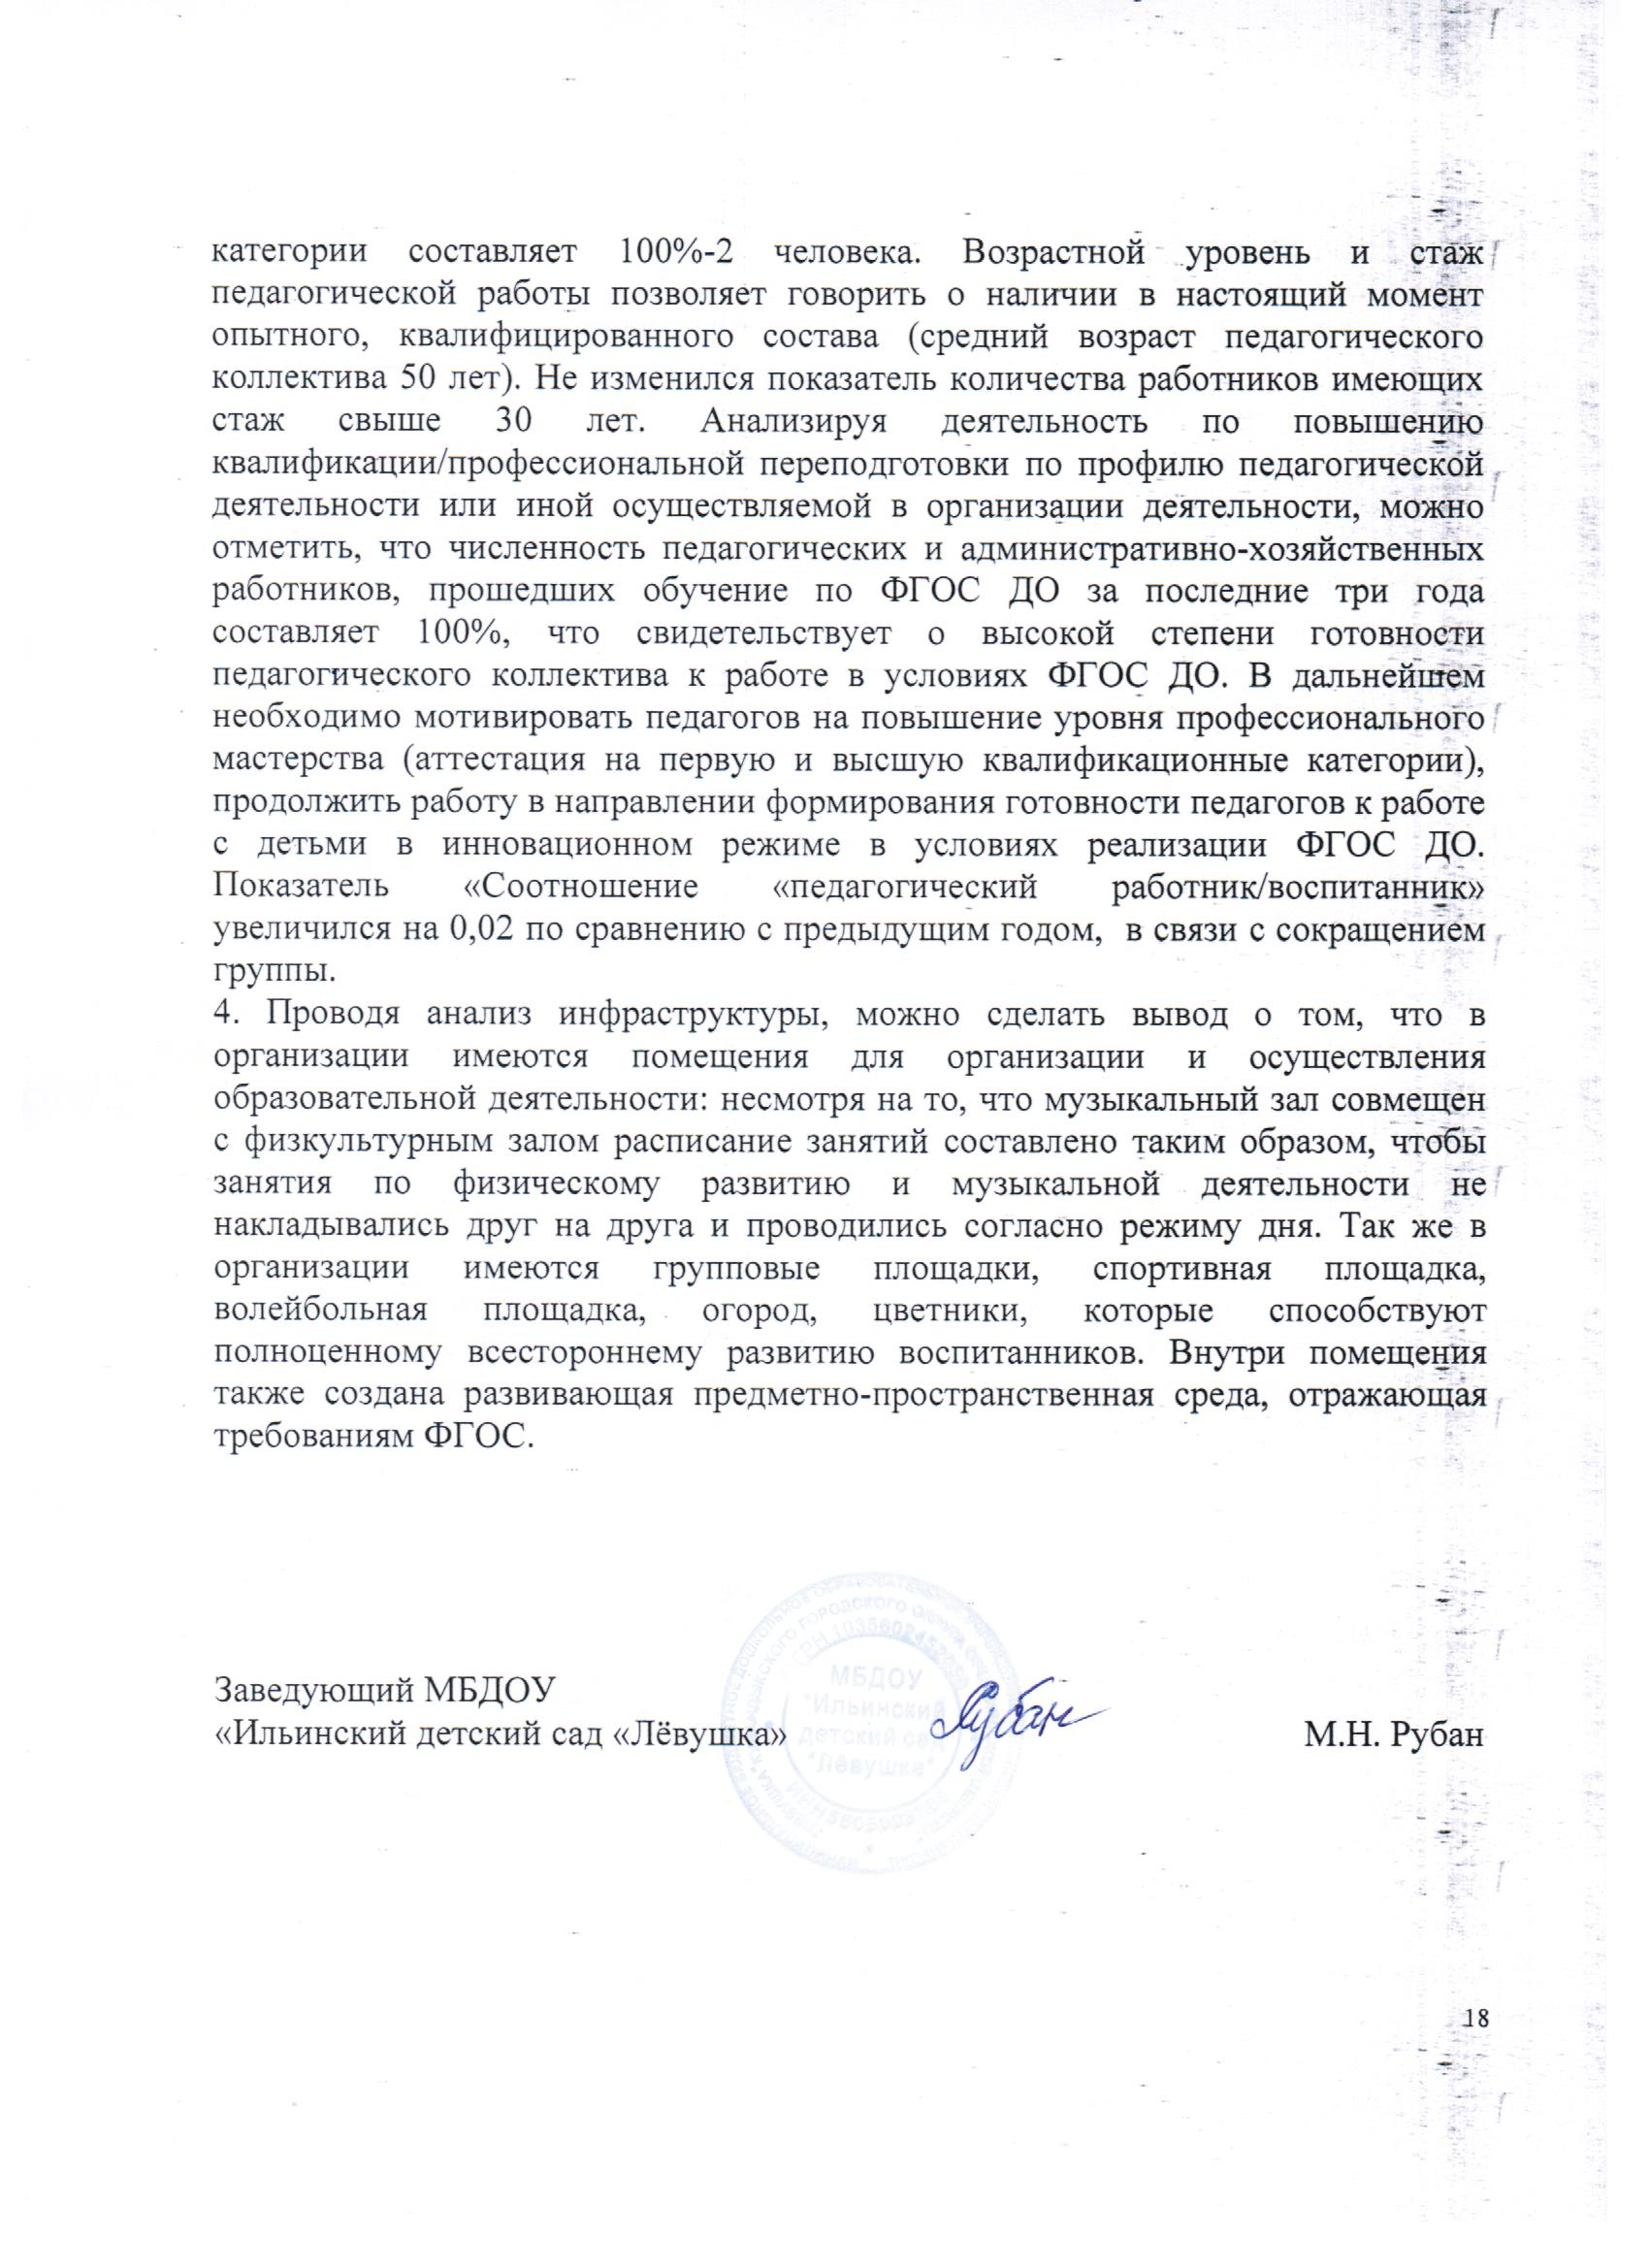 категории составляет 100%-2 человека. Возрастной уровень и стаж
педагогической работы позволяет говорить о наличии в настоящий момент
опытного, квалифицированного состава (средний возраст педагогического
коллектива 50 лет). Не изменился показатель количества работников имеющих
стаж свыше 30 лет. Анализируя деятельность по повышению
квалификации/профессиональной переподготовки по профилю педагогической
деятельности или иной осуществляемой в организации деятельности, можно
отметить, что численность педагогических и административно-хозяйственных
работников, прошедших обучение по ФГОС ДО за последние три года
составляет 100%, что свидетельствует о высокой степени готовности
педагогического коллектива к работе в условиях ФГОС ДО. В дальнейшем
необходимо мотивировать педагогов на повышение уровня профессионального
мастерства (аттестация на первую и высшую квалификационные категории),
продолжить работу в направлении формирования готовности педагогов к работе
с детьми в инновационном режиме в условиях реализации ФГОС ДО.
Показатель «Соотношение «педагогический работник/воспитанник»
увеличился на 0,02 по сравнению с предыдущим годом, в связи с сокращением
группы.
4. Проводя анализ инфраструктуры, можно сделать вывод о том, что в
организации имеются помещения для организации и осуществления
образовательной деятельности: несмотря на то, что музыкальный зал совмещен
с физкультурным залом расписание занятий составлено таким образом, чтобы
занятия по физическому развитию и музыкальной деятельности не
накладывались друг на друга и проводились согласно режиму дня. Так же в
организации имеются групповые площадки, спортивная площадка,
волейбольная площадка, огород, цветники, которые способствуют
полноценному всестороннему развитию воспитанников. Внутри помещения
также создана развивающая предметно-пространственная среда, отражающая
требованиям ФГОС.
Заведующий МБДОУ
«Ильинский детский сад «Лёвушка»
Рубан
М.Н. Рубан
МБДОУ
"Ильинский
детский сад
"Лёвушка"
18